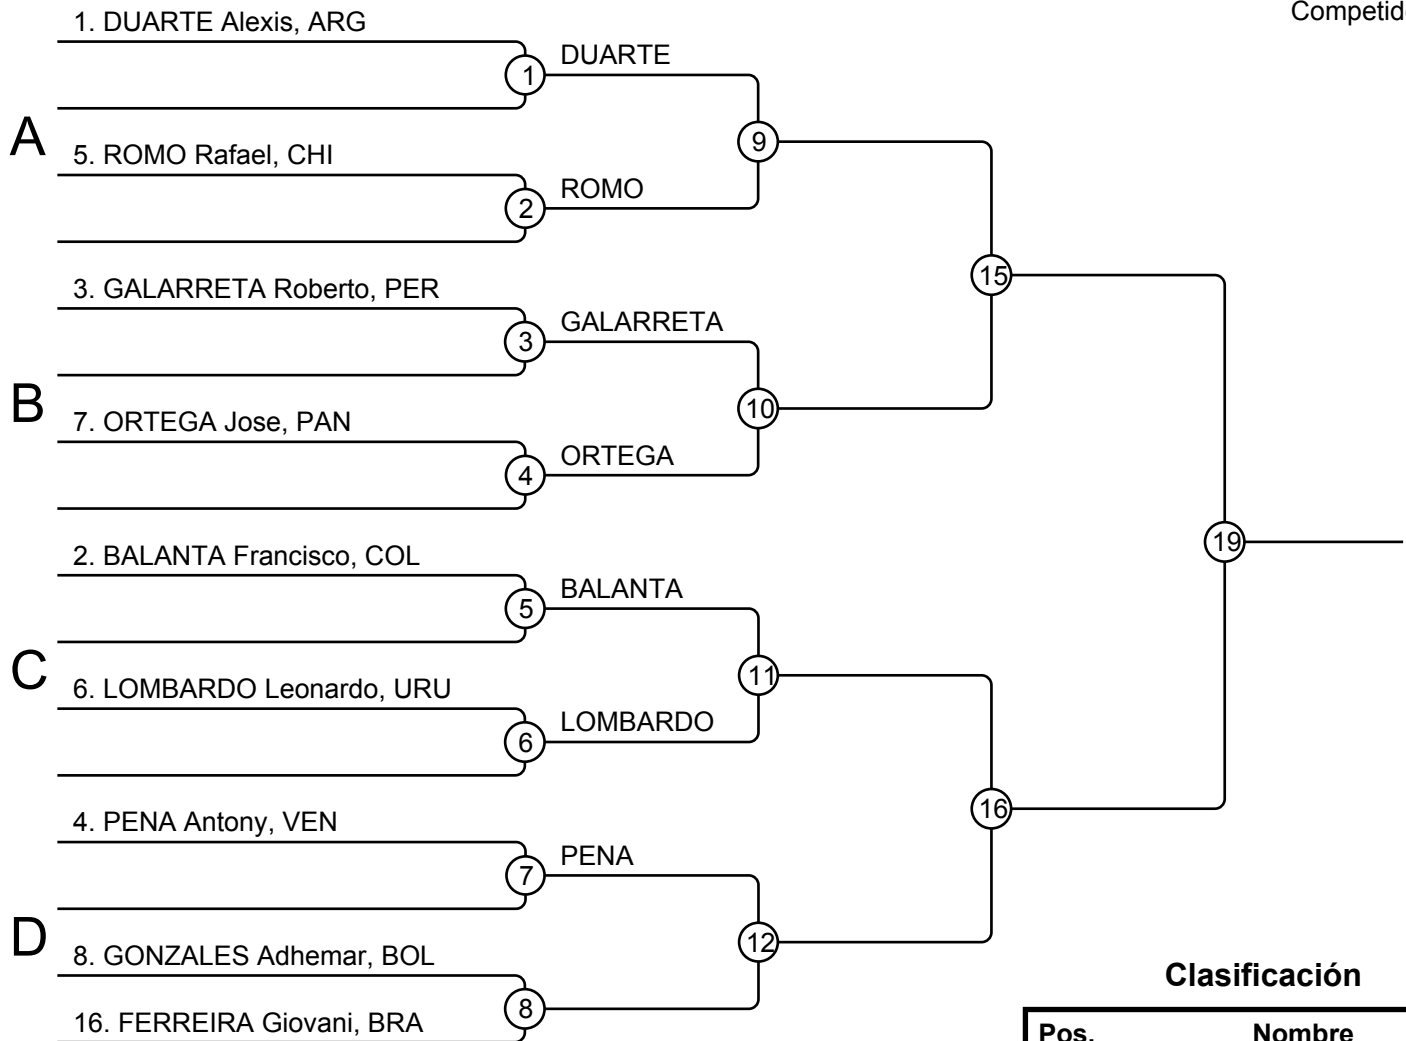 Competid
1. DUARTE Alexis, ARG
1
DUARTE
A
9
5. ROMO Rafael, CHI
2
ROMO
15
3. GALARRETA Roberto, PER
3
GALARRETA
B
10
7. ORTEGA Jose, PAN
4
ORTEGA
19
2. BALANTA Francisco, COL
5
BALANTA
C
11
6. LOMBARDO Leonardo, URU
6
LOMBARDO
16
4. PENA Antony, VEN
7
PENA
D
12
8. GONZALES Adhemar, BOL
8
16. FERREIRA Giovani, BRA
Clasificación
Pos. Nombre